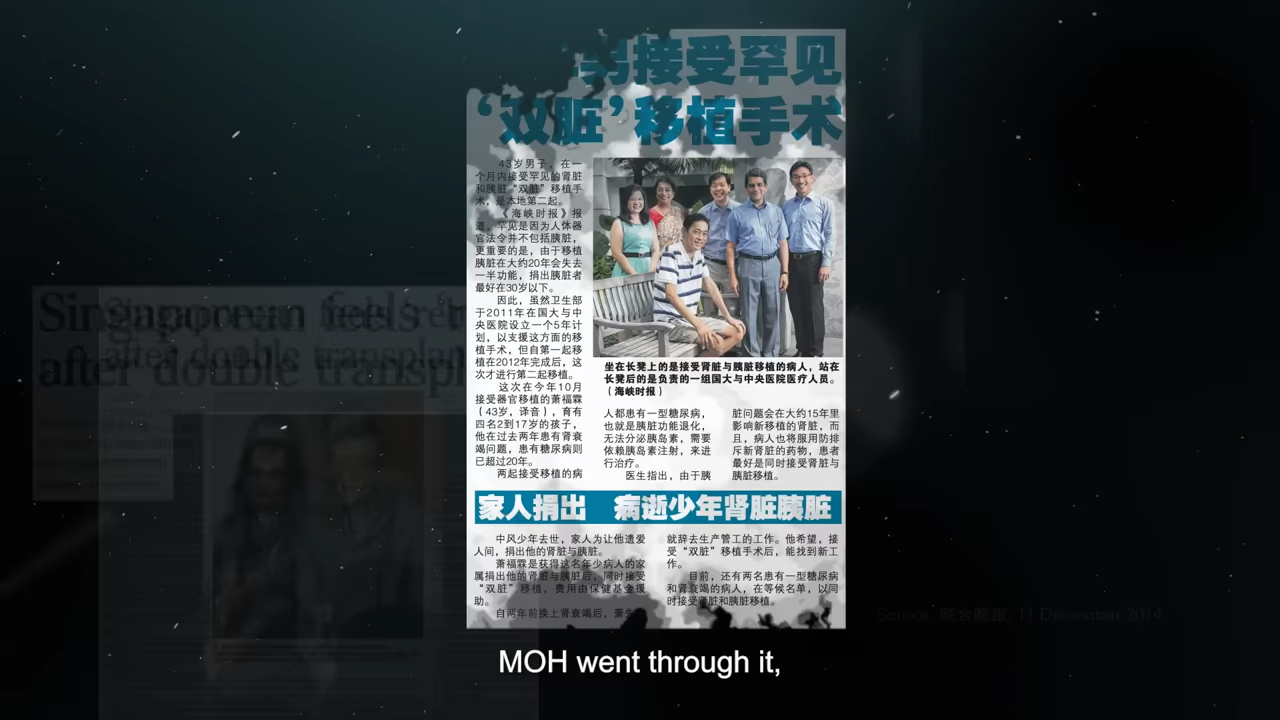 男接受罕见
‘双脏’移植手术
43岁男子，在一
个月内接受罕见的肾脏
和胰脏“双脏”移植手
术，是本地第二起。
《海峡时报》报
道，罕见是因为人体器
官法令并不包括胰脏，
更重要的是，由于移植
胰脏在大约20年会失去
一半功能，捐出胰脏者
最好在30岁以下。
因此，虽然卫生部
于2011年在国大与中
央医院设立一个5年计
划，以支援这方面的移
植手术，但自第一起移
植在2012年完成后，这
次才进行第二起移植。
这次在今年10月
接受器官移植的萧福霖
（43岁，译音），育有
四名2到17岁的孩子，
他在过去两年患有肾衰
竭问题，患有糖尿病则
已超过20年。
两起接受移植的病
坐在长凳上的是接受肾脏与胰脏移植的病人，站在
长凳后的是负责的一组国大与中央医院医疗人员。
（海峡时报）
人都患有一型糖尿病，
也就是胰脏功能退化，
无法分泌胰岛素，需要
依赖胰岛素注射，来进
行治疗。
医生指出，由于胰
脏问题会在大约15年里
影响新移植的肾脏，而
且，病人也将服用防排
斥新肾脏的药物，患者
最好是同时接受肾脏与
胰脏移植。
家人捐出 病逝少年肾脏胰脏
中风少年去世，家人为让他遗爱
人间，捐出他的肾脏与胰脏。
萧福霖是获得这名年少病人的家
属捐出他的肾脏与胰脏后，同时接受
“双脏”移植，费用由保健基金援
助。
自两年前换上肾衰竭后，萧先
就辞去生产管工的工作。他希望，接
受“双脏”移植手术后，能找到新工
作。
目前，还有两名患有一型糖尿病
和肾衰竭的病人，在等候名单，以同
时接受肾脏和胰脏移植。
Singaporean feels
after double transplan
Source: 联合晚报, 11 December 2014
MOH went through it,